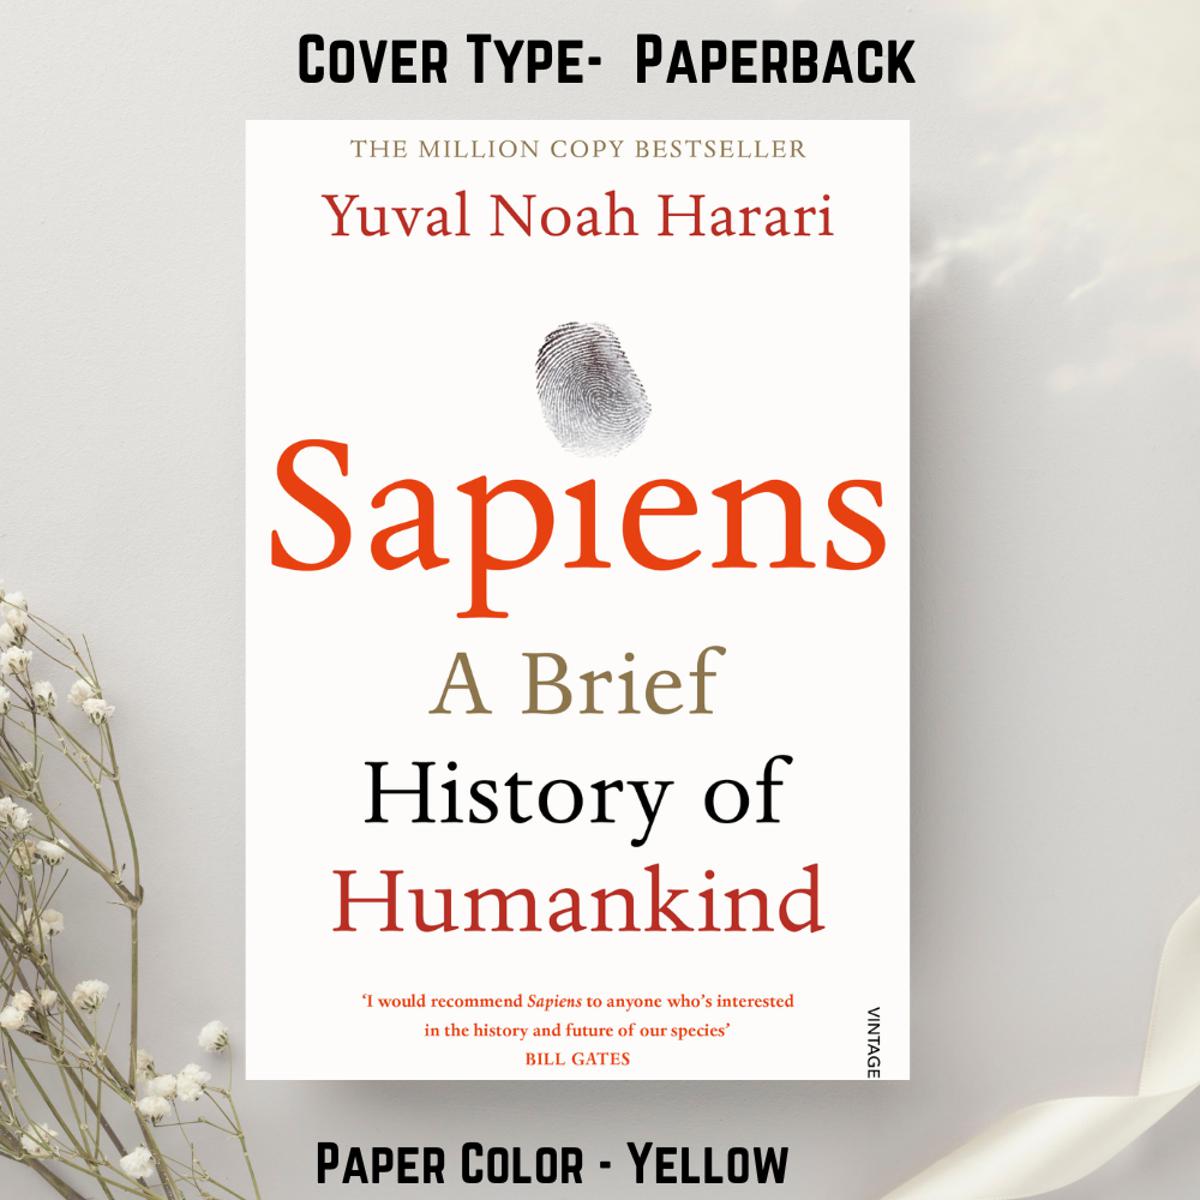 COVER TYPE- PAPERBACK
THE MILLION COPY BESTSELLER
Yuval Noah Harari
Sapiens
A Brief
History of
Humankind
‘I would recommend Sapiens to anyone who’s interested
in the history and future of our species’
BILL GATES
VINTAGE
PAPER COLOR - YELLOW